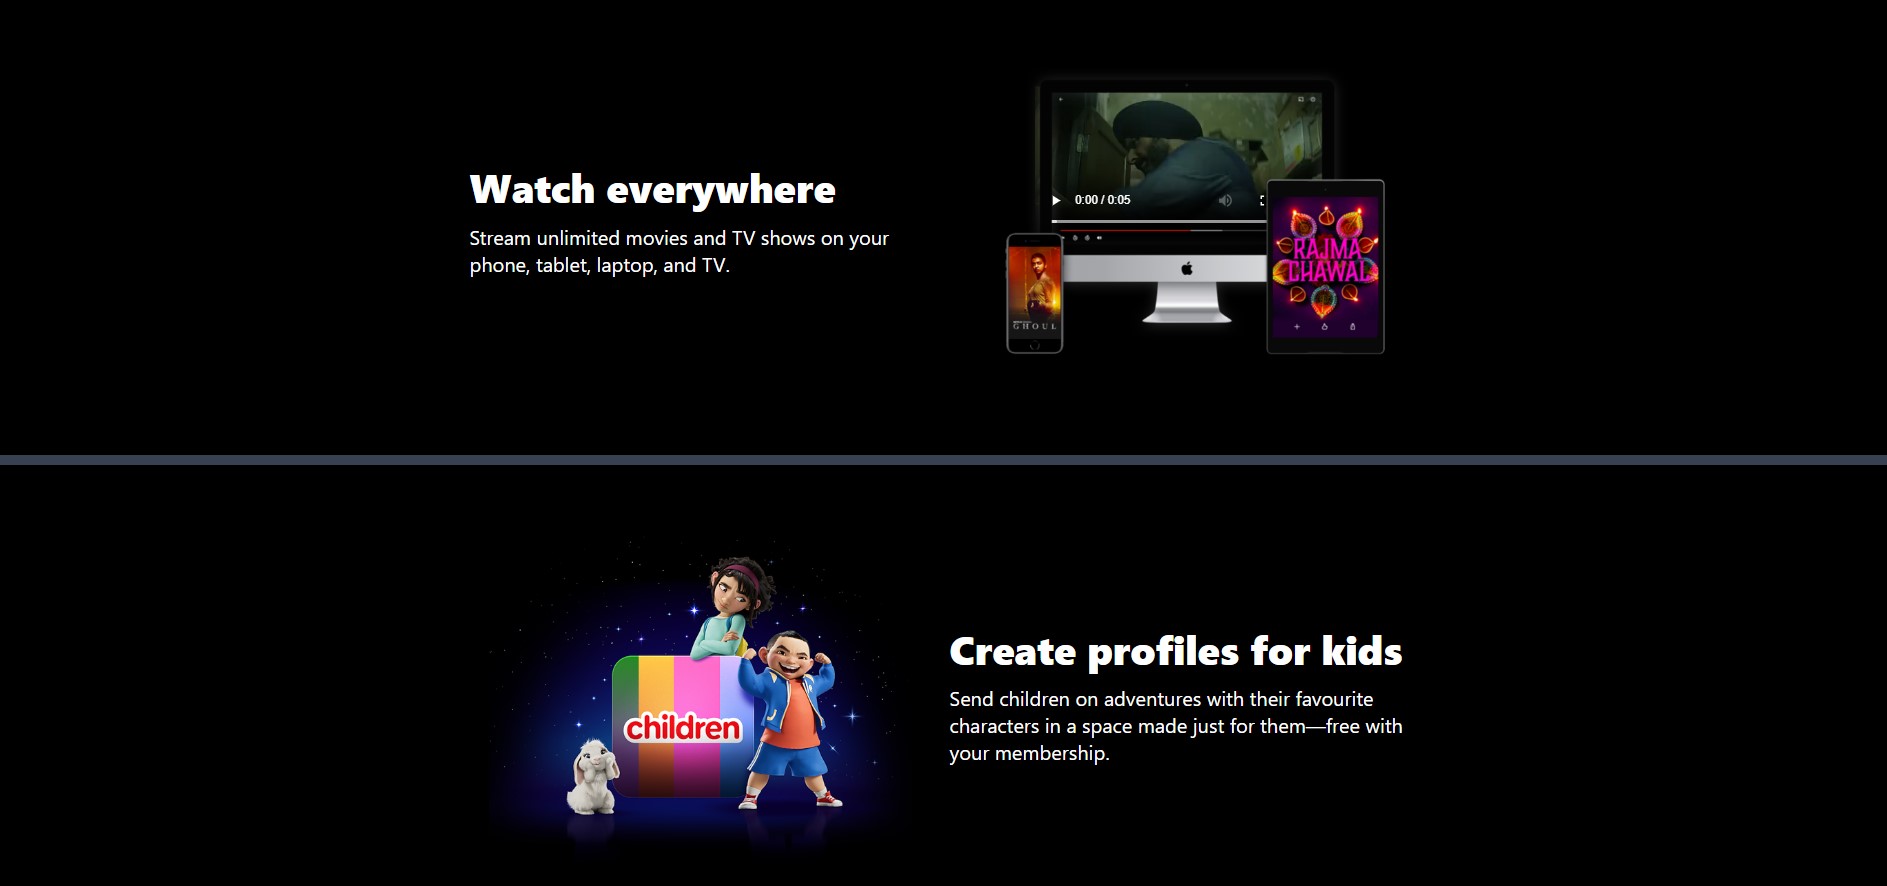 Watch everywhere
Stream unlimited movies and TV shows on your
phone, tablet, laptop, and TV.
0:00 / 0:05
GHOUL
RAJMA
CHAWAL
children
Create profiles for kids
Send children on adventures with their favourite
characters in a space made just for them—free with
your membership.